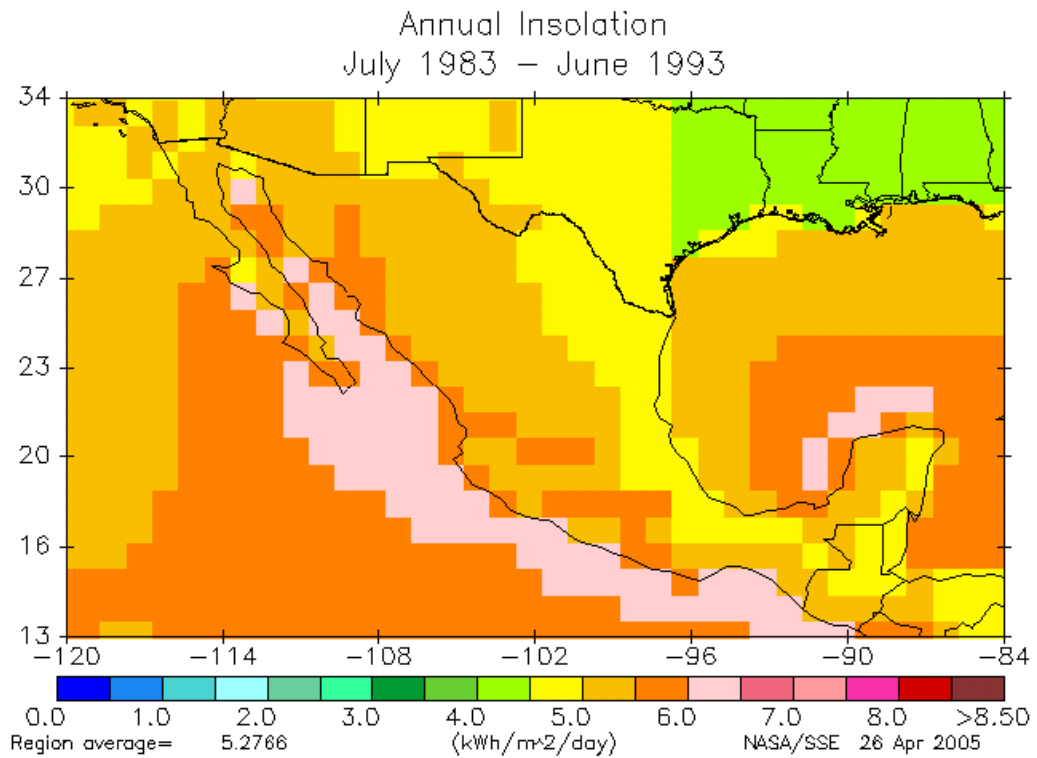 Annual Insolation
July 1983 – June 1993
34
30
27
23
20
16
13
−120 −114 −108 −102 −96 −90 −84
0.0 1.0 2.0 3.0 4.0 5.0 6.0 7.0 8.0 >8.50
Region average= 5.2766 (kWh/m^2/day) NASA/SSE 26 Apr 2005